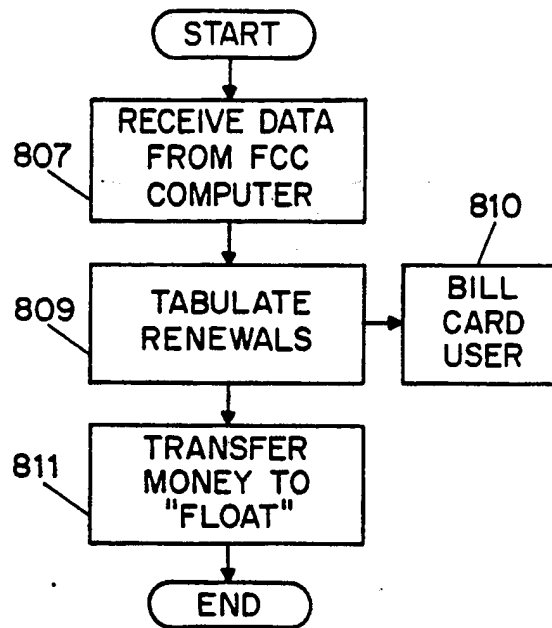 START
807
RECEIVE DATA
FROM FCC
COMPUTER
810
809
TABULATE
RENEWALS
BILL
CARD
USER
811
TRANSFER
MONEY TO
"FLOAT"
END